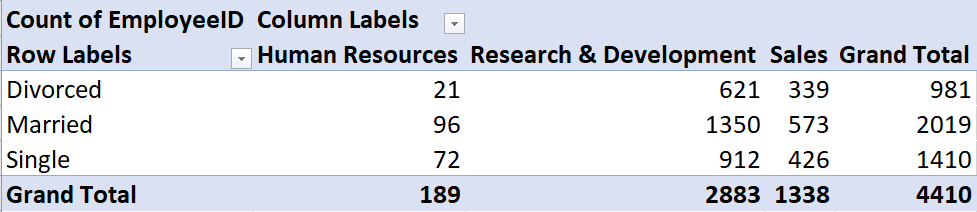 Count of EmployeeID Column Labels
Row Labels Human Resources Research & Development Sales Grand Total
Divorced 21 621 339 981
Married 96 1350 573 2019
Single 72 912 426 1410
Grand Total 189 2883 1338 4410